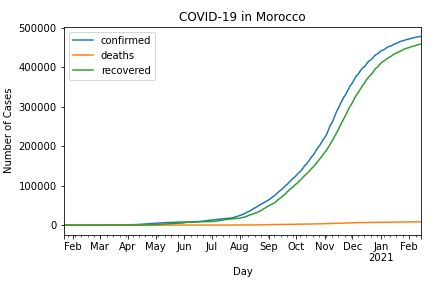 COVID-19 in Morocco
confirmed
deaths
recovered
Number of Cases
500000
400000
300000
200000
100000
0
Feb Mar Apr May Jun Jul Aug Sep Oct Nov Dec Jan Feb
2021
Day